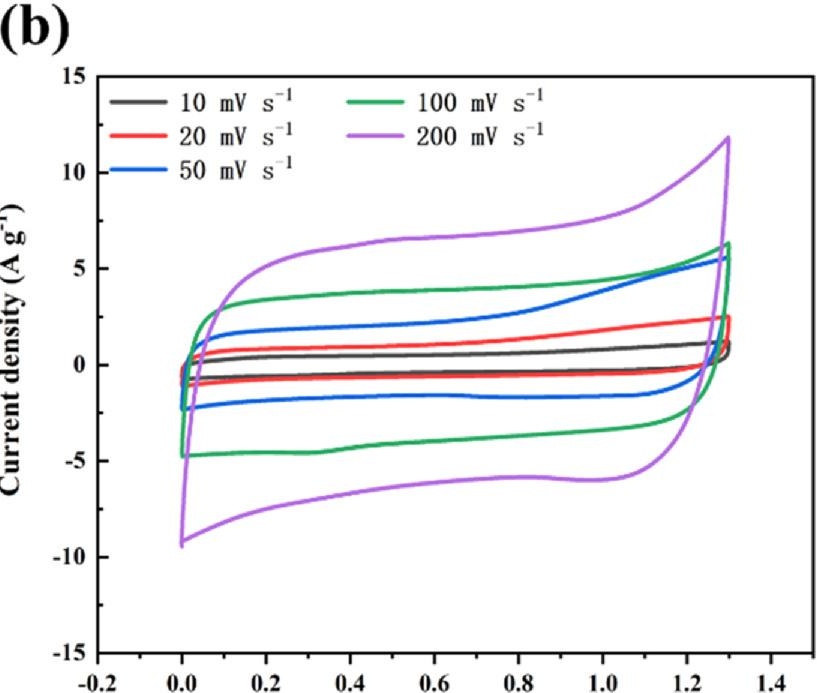 (b)
10 mV s⁻¹
100 mV s⁻¹
20 mV s⁻¹
200 mV s⁻¹
50 mV s⁻¹
Current density (A g⁻¹)
15
10
5
0
-5
-10
-15
-0.2 0.0 0.2 0.4 0.6 0.8 1.0 1.2 1.4